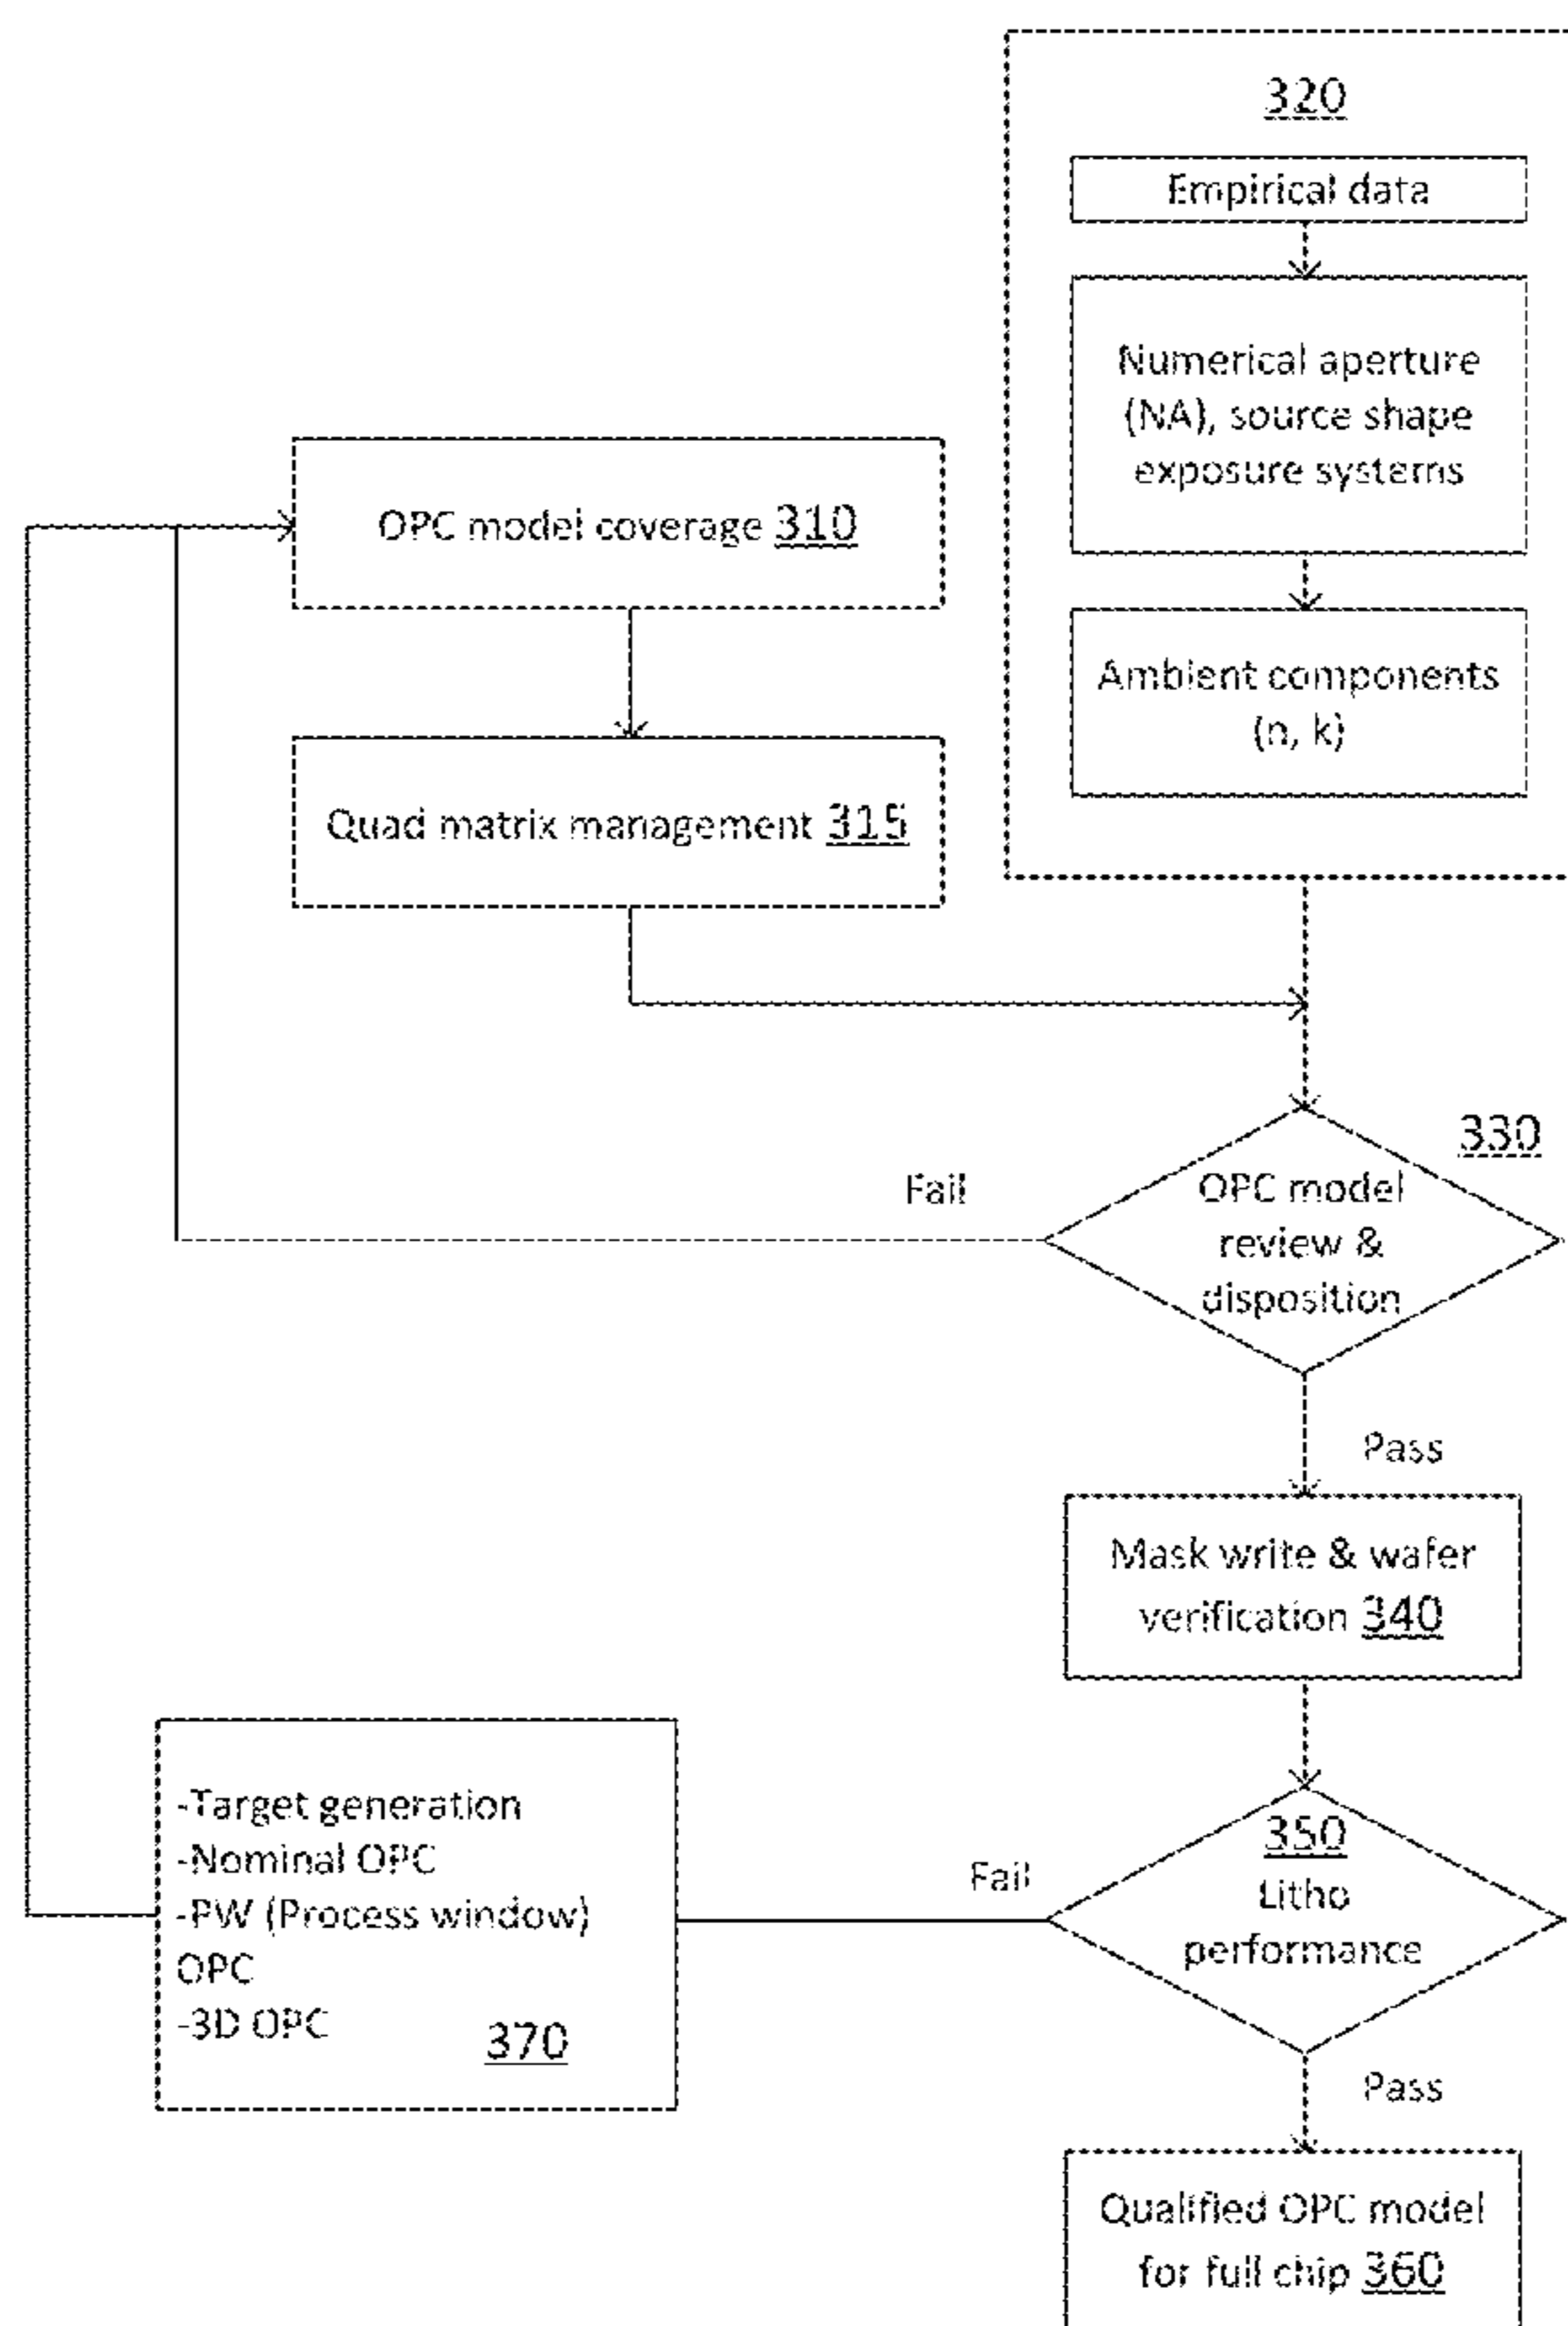 320
Empirical data
Numerical aperture
(NA), source shape
exposure systems
Ambient components
(n, k)
OPC model coverage 310
Quad matrix management 315
330
OPC model
review &
disposition
Fail
Pass
Mask write & wafer
verification 340
350
Litho
performance
Fail
-Target generation
-Nominal OPC
-PW (Process window)
OPC
-3D OPC
370
Pass
Qualified OPC model
for full chip 360